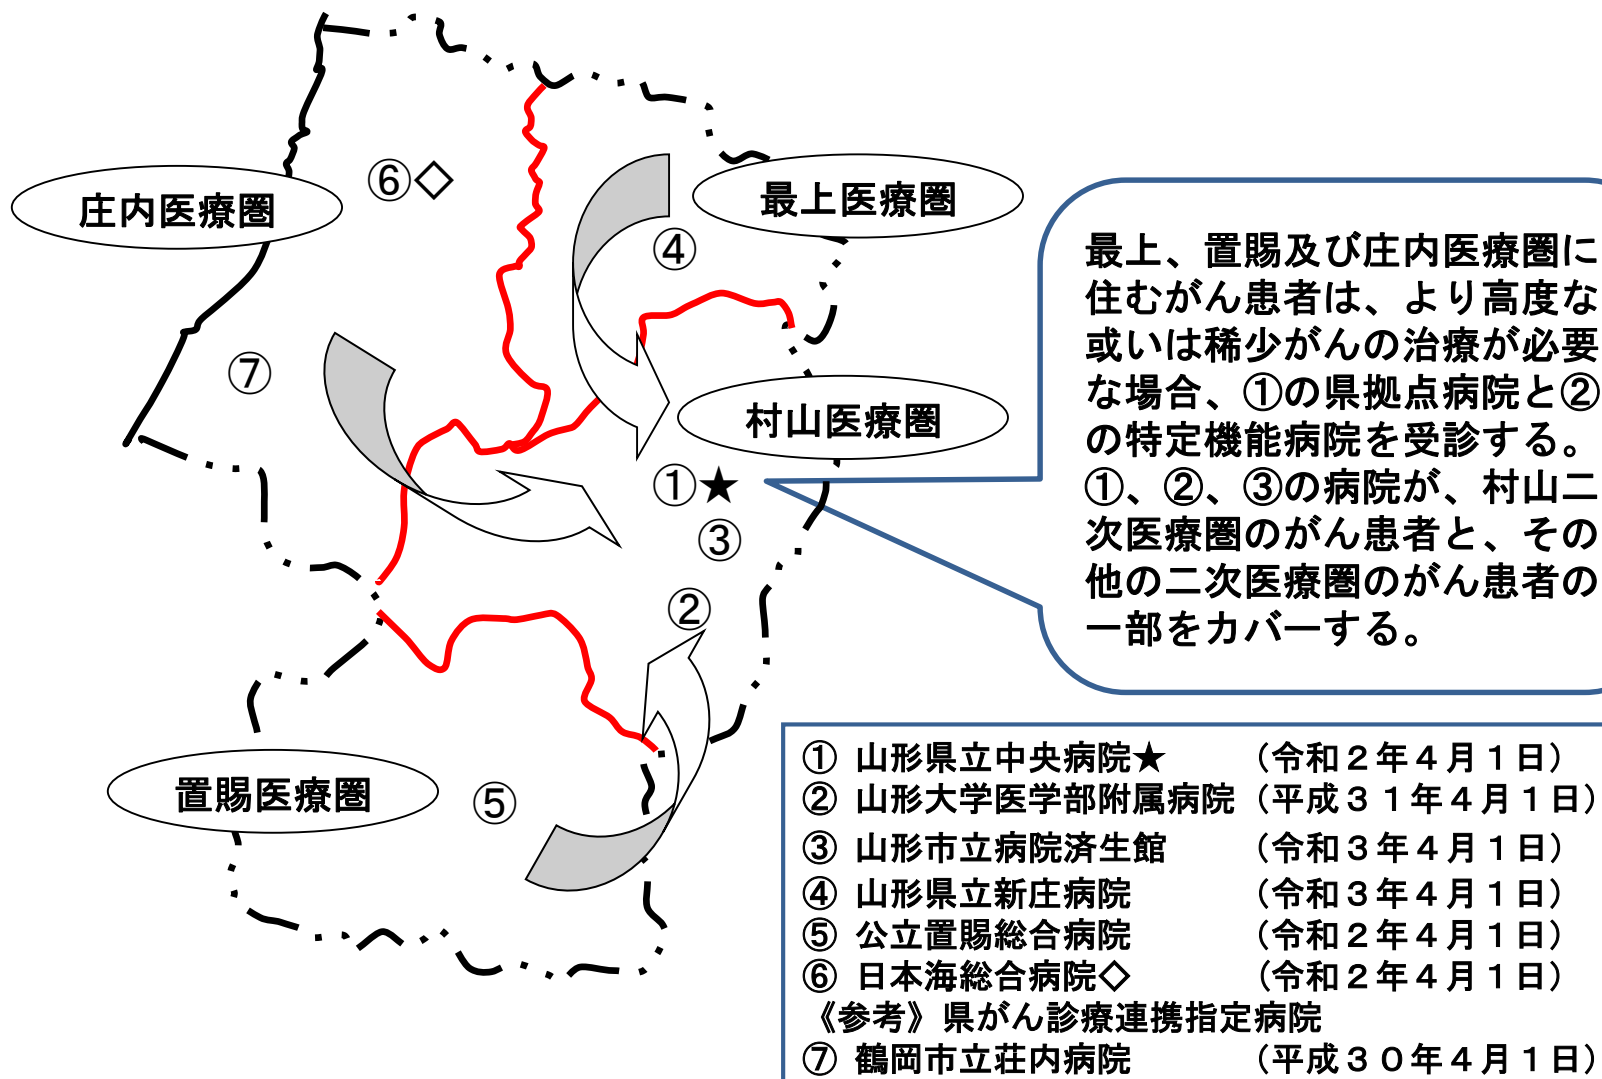 ⑥◇
庄内医療圏
最上医療圏
④
⑦
村山医療圏
①★
③
②
置賜医療圏
⑤
最上、置賜及び庄内医療圏に
住むがん患者は、より高度な
或いは稀少がんの治療が必要
な場合、①の県拠点病院と②
の特定機能病院を受診する。
①、②、③の病院が、村山二
次医療圏のがん患者と、その
他の二次医療圏のがん患者の
一部をカバーする。
① 山形県立中央病院★ （令和２年４月１日）
② 山形大学医学部附属病院 （平成３１年４月１日）
③ 山形市立病院済生館 （令和３年４月１日）
④ 山形県立新庄病院 （令和３年４月１日）
⑤ 公立置賜総合病院 （令和２年４月１日）
⑥ 日本海総合病院◇ （令和２年４月１日）
《参考》県がん診療連携指定病院
⑦ 鶴岡市立荘内病院 （平成３０年４月１日）